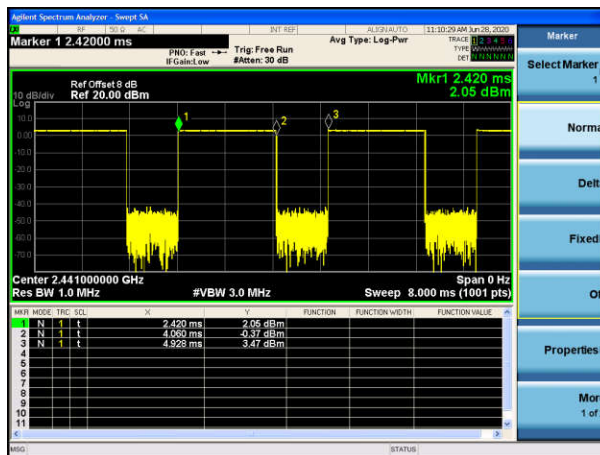 Agilent Spectrum Analyzer - Swept SA
RF 50 Ω AC INT REF ALIGNAUTO 11:10:29 AM Jun 28, 2020
Marker 1 2.42000 ms
PNO: Fast
IFGain:Low
Trig: Free Run
#Atten: 30 dB
Avg Type: Log-Pwr
TRACE 1 2 3 4 5 6
TYPE
DET N N N N N N
Ref Offset 8 dB
Ref 20.00 dBm
Mkr1 2.420 ms
2.05 dBm
10 dB/div
Log
10.0
0.00
-10.0
-20.0
-30.0
-40.0
-50.0
-60.0
-70.0
1
2
3
Center 2.441000000 GHz
Span 0 Hz
Res BW 1.0 MHz
#VBW 3.0 MHz
Sweep 8.000 ms (1001 pts)
MKR MODE TRC SCL X Y FUNCTION FUNCTION WIDTH FUNCTION VALUE
1 N 1 t 2.420 ms 2.05 dBm
2 N 1 t 4.060 ms -0.37 dBm
3 N 1 t 4.928 ms 3.47 dBm
4
5
6
7
8
9
10
11
MSG STATUS
Marker
Select Marker
1
Norma
Delt
Fixed
O
Properties
Mor
1 of